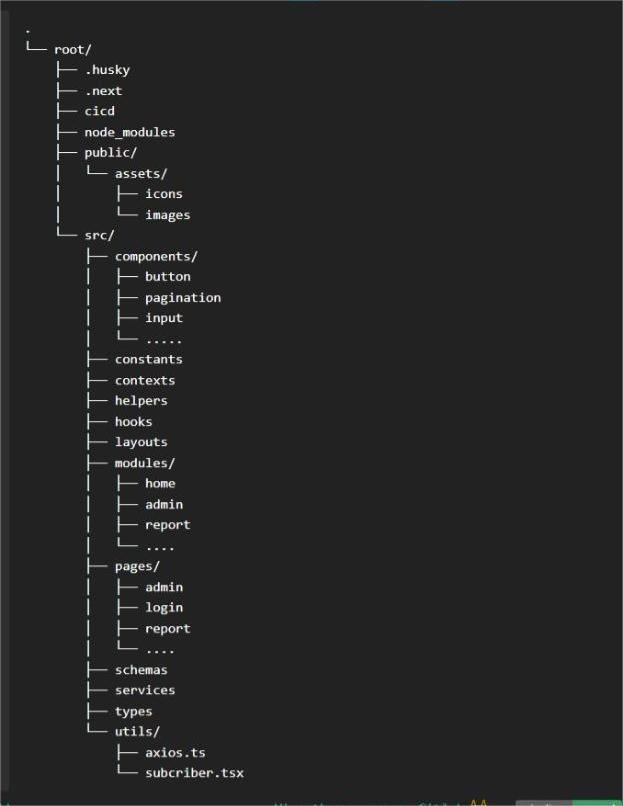 .
└── root/
    ├── .husky
    ├── .next
    ├── cicd
    ├── node_modules
    ├── public/
    │   └── assets/
    │       ├── icons
    │       └── images
    └── src/
        ├── components/
        │   ├── button
        │   ├── pagination
        │   ├── input
        │   └── .....
        ├── constants
        ├── contexts
        ├── helpers
        ├── hooks
        ├── layouts
        ├── modules/
        │   ├── home
        │   ├── admin
        │   ├── report
        │   └── ....
        ├── pages/
        │   ├── admin
        │   ├── login
        │   ├── report
        │   └── ....
        ├── schemas
        ├── services
        ├── types
        └── utils/
            ├── axios.ts
            └── subcriber.tsx